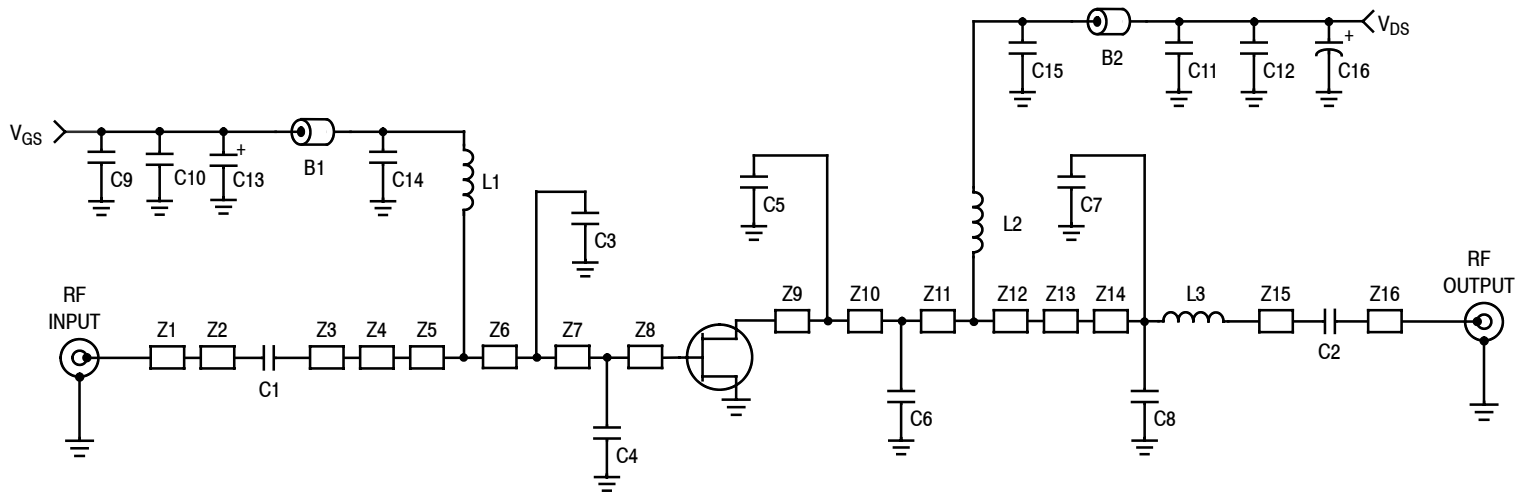 VDS
C15
B2
C11
C12
+
C16
VGS
C9
C10
+
C13
B1
C14
L1
C3
C5
L2
C7
RF
INPUT
Z1
Z2
C1
Z3
Z4
Z5
Z6
Z7
Z8
C4
Z9
Z10
Z11
C6
Z12
Z13
Z14
C8
L3
Z15
C2
Z16
RF
OUTPUT